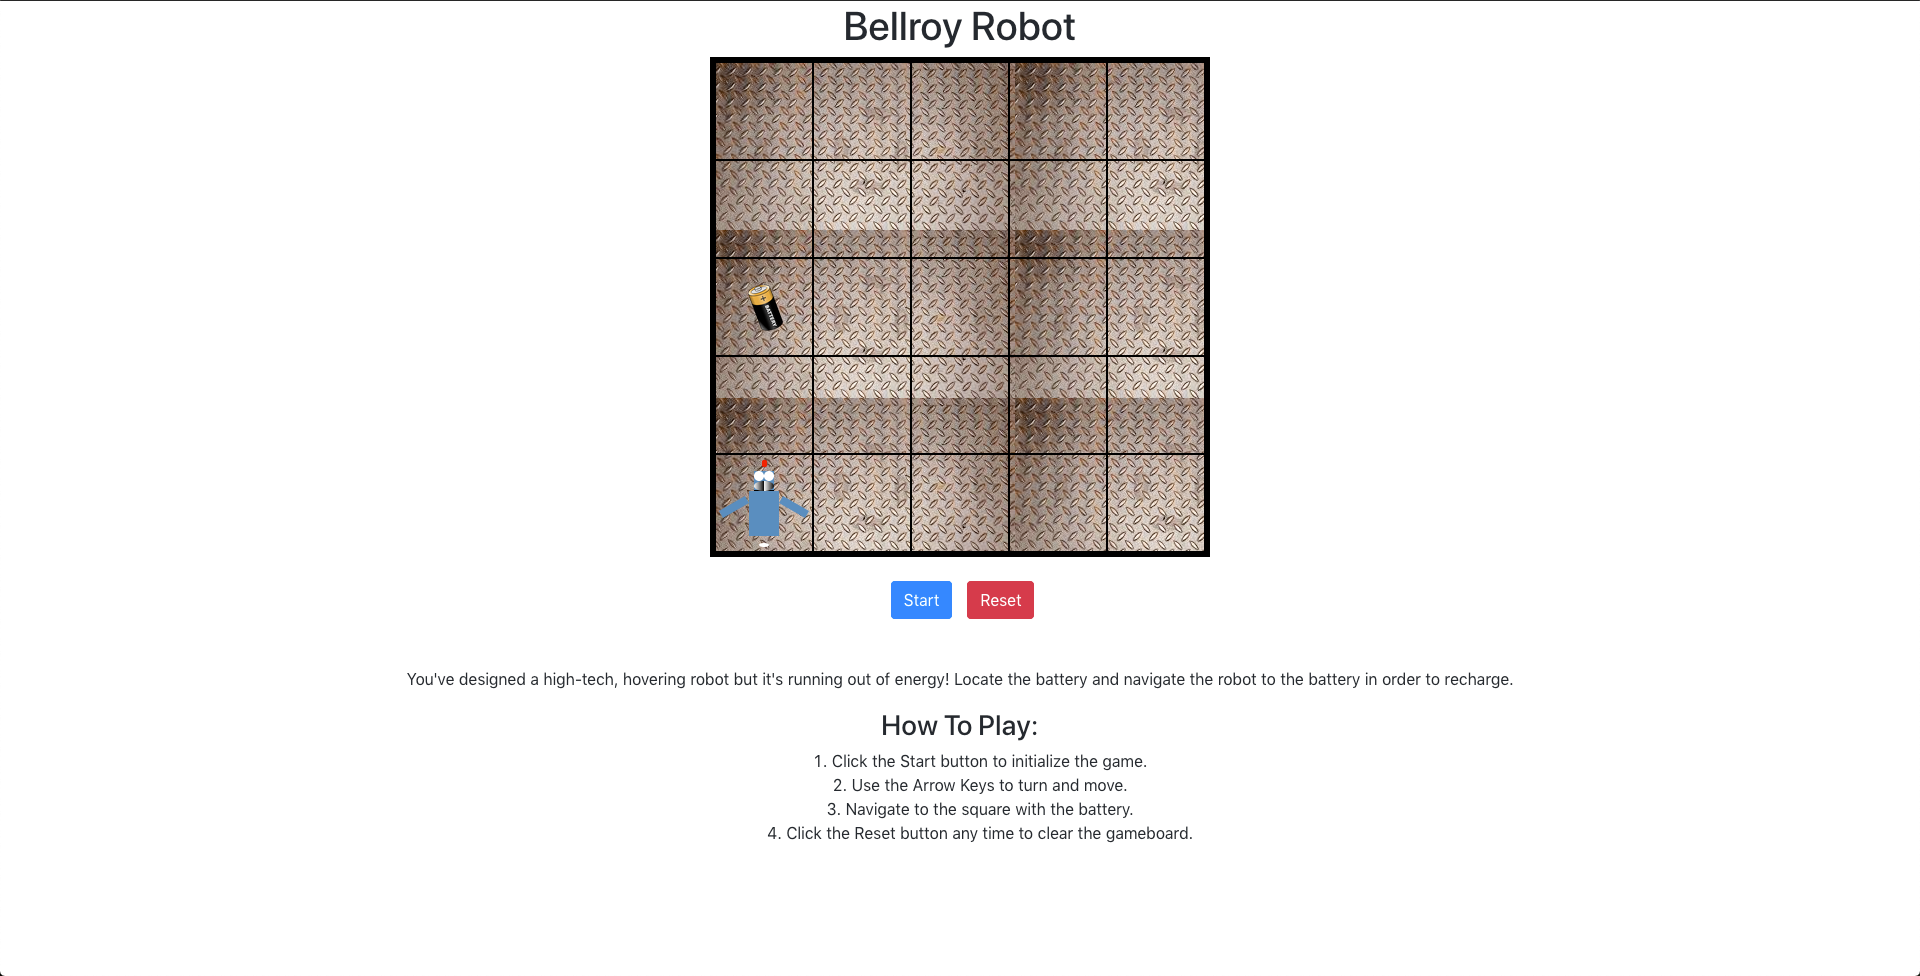 Bellroy Robot
+
BATTERY
Start
Reset
You've designed a high-tech, hovering robot but it's running out of energy! Locate the battery and navigate the robot to the battery in order to recharge.
How To Play:
1. Click the Start button to initialize the game.
2. Use the Arrow Keys to turn and move.
3. Navigate to the square with the battery.
4. Click the Reset button any time to clear the gameboard.